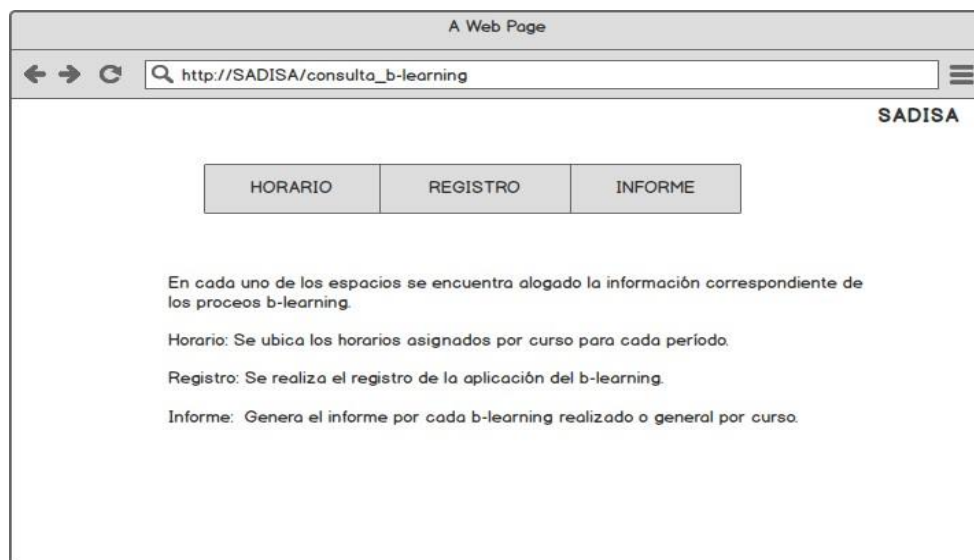 A Web Page
http://SADISA/consulta_b-learning
SADISA
HORARIO REGISTRO INFORME
En cada uno de los espacios se encuentra alogado la información correspondiente de
los proceos b-learning.
Horario: Se ubica los horarios asignados por curso para cada período.
Registro: Se realiza el registro de la aplicación del b-learning.
Informe: Genera el informe por cada b-learning realizado o general por curso.